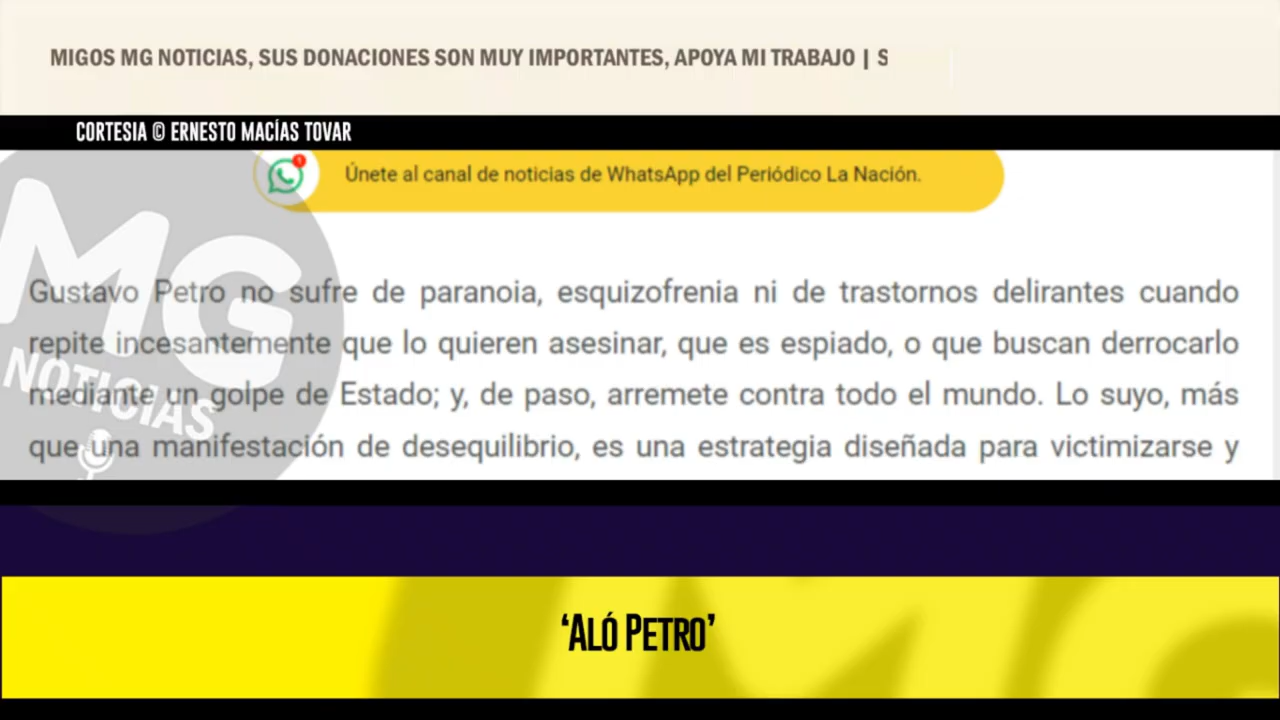 MIGOS MG NOTICIAS, SUS DONACIONES SON MUY IMPORTANTES, APOYA MI TRABAJO | S
CORTESIA © ERNESTO MACÍAS TOVAR
Únete al canal de noticias de WhatsApp del Periódico La Nación.
MG
NOTICIAS
Gustavo Petro no sufre de paranoia, esquizofrenia ni de trastornos delirantes cuando
repite incesantemente que lo quieren asesinar, que es espiado, o que buscan derrocarlo
mediante un golpe de Estado; y, de paso, arremete contra todo el mundo. Lo suyo, más
que una manifestación de desequilibrio, es una estrategia diseñada para victimizarse y
‘ALÓ PETRO’